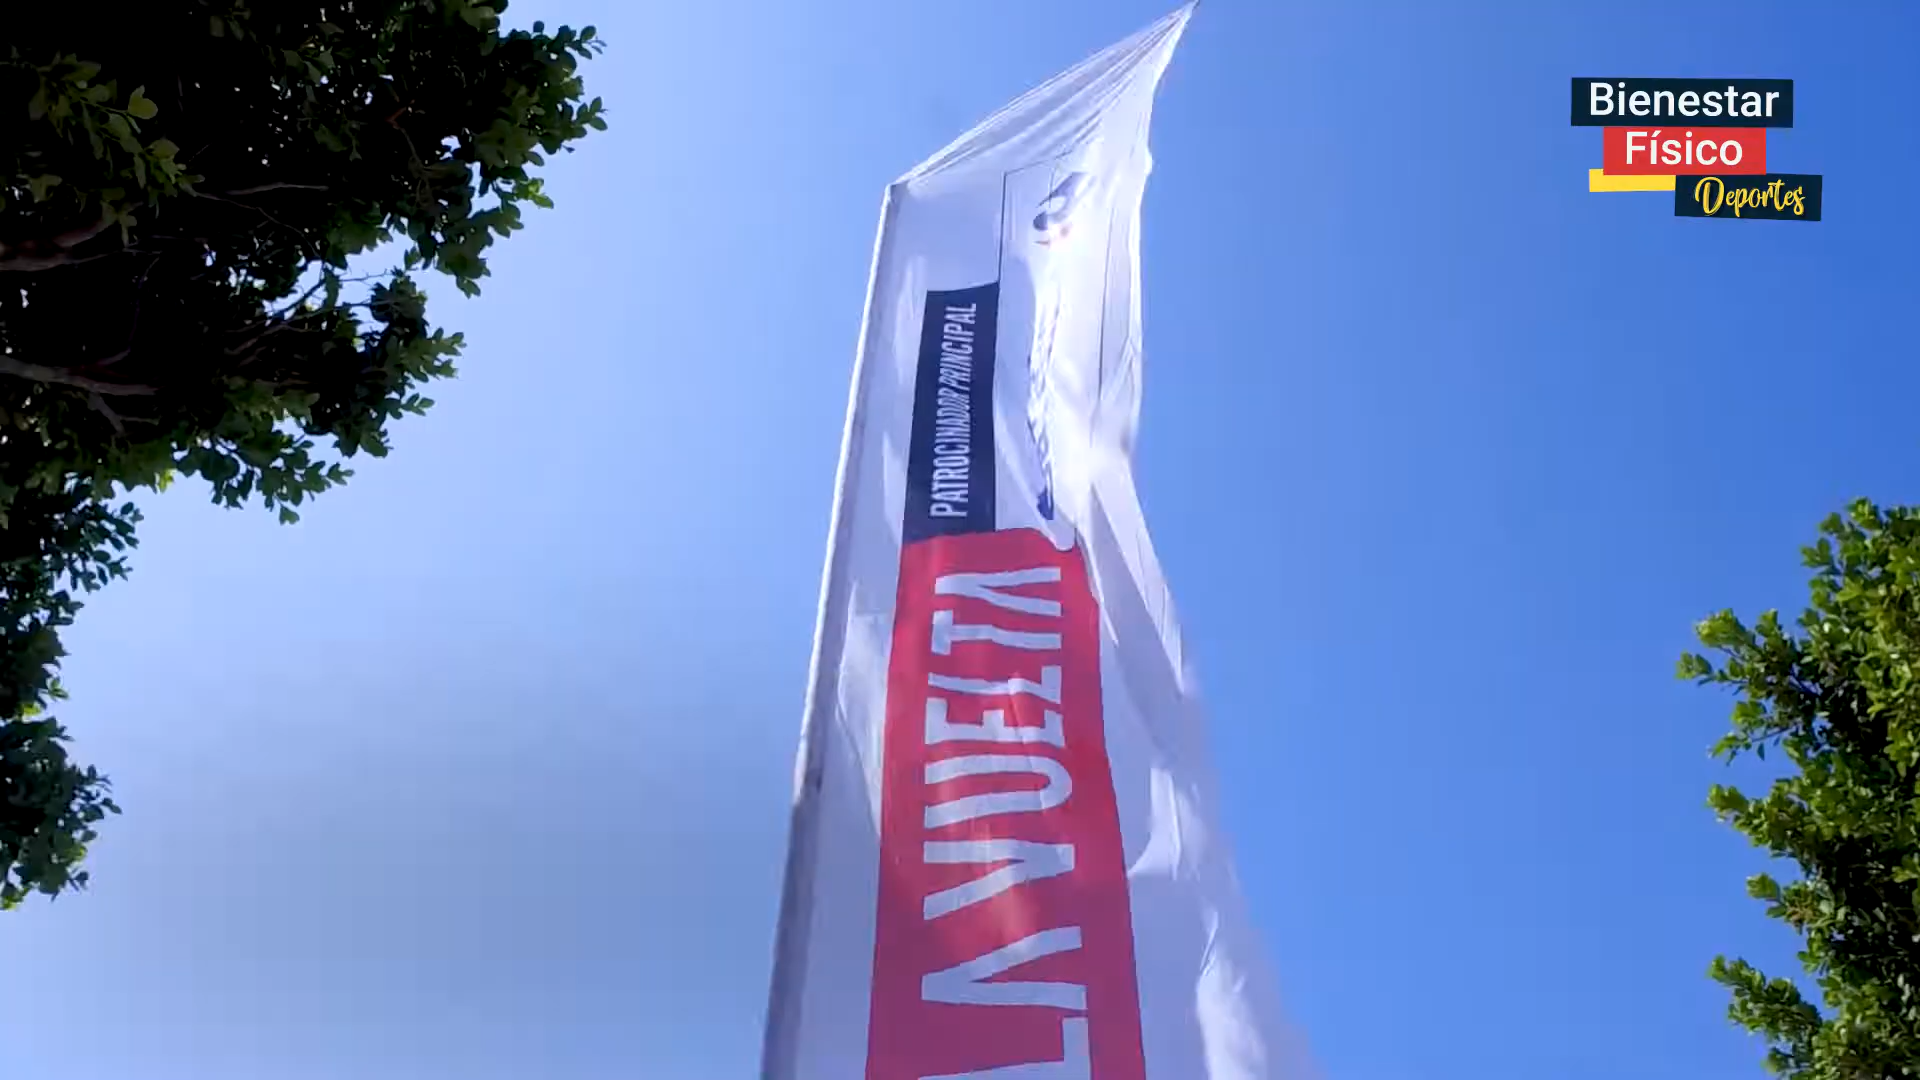 Bienestar
Físico
Deportes
PATROCINADOR PRINCIPAL
LA VUELTA